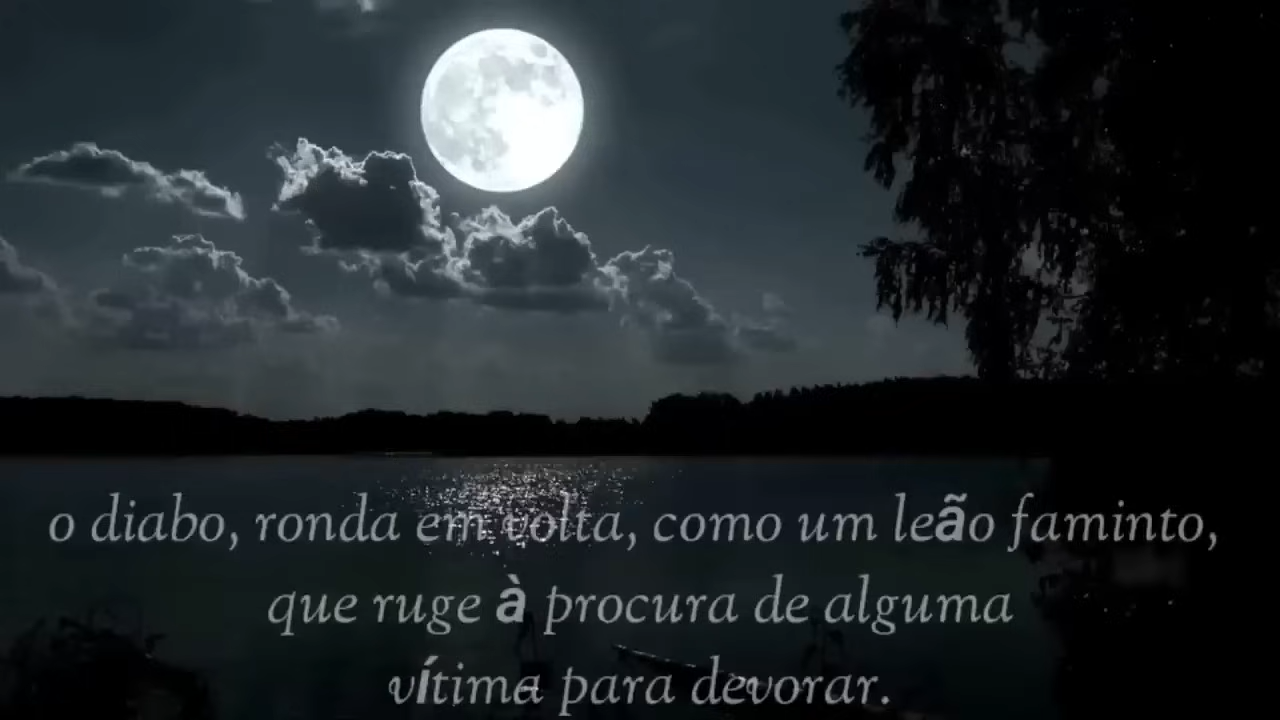 o diabo, ronda em volta, como um leão faminto,
que ruge à procura de alguma
vítima para devorar.